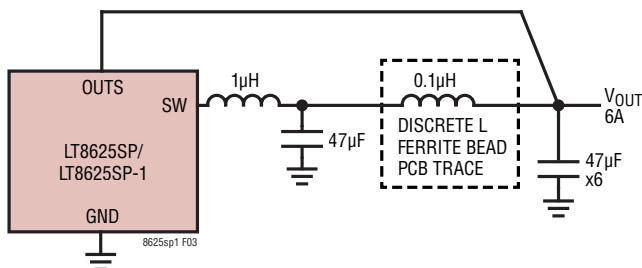 OUTS
1µH
0.1µH
SW
V_OUT
6A
DISCRETE L
FERRITE BEAD
PCB TRACE
47µF
47µF
x6
LT8625SP/
LT8625SP-1
GND
8625sp1 F03